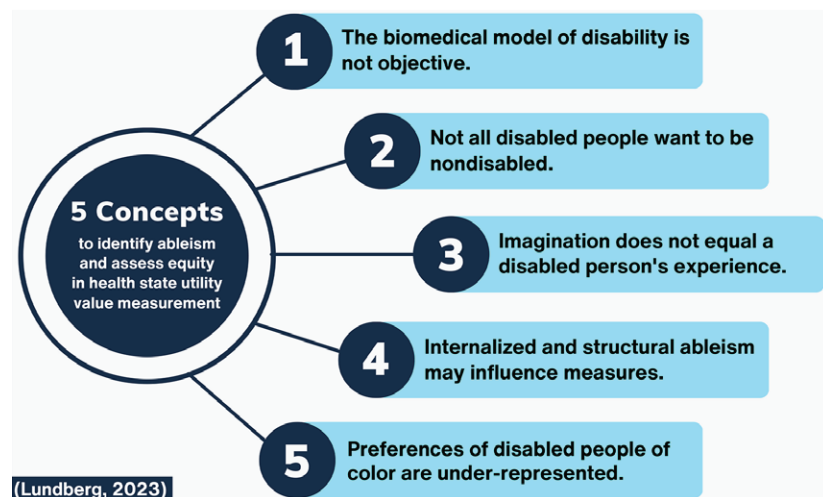 5 Concepts
to identify ableism
and assess equity
in health state utility
value measurement
1
The biomedical model of disability is
not objective.
2
Not all disabled people want to be
nondisabled.
3
Imagination does not equal a
disabled person's experience.
4
Internalized and structural ableism
may influence measures.
5
Preferences of disabled people of
color are under-represented.
(Lundberg, 2023)